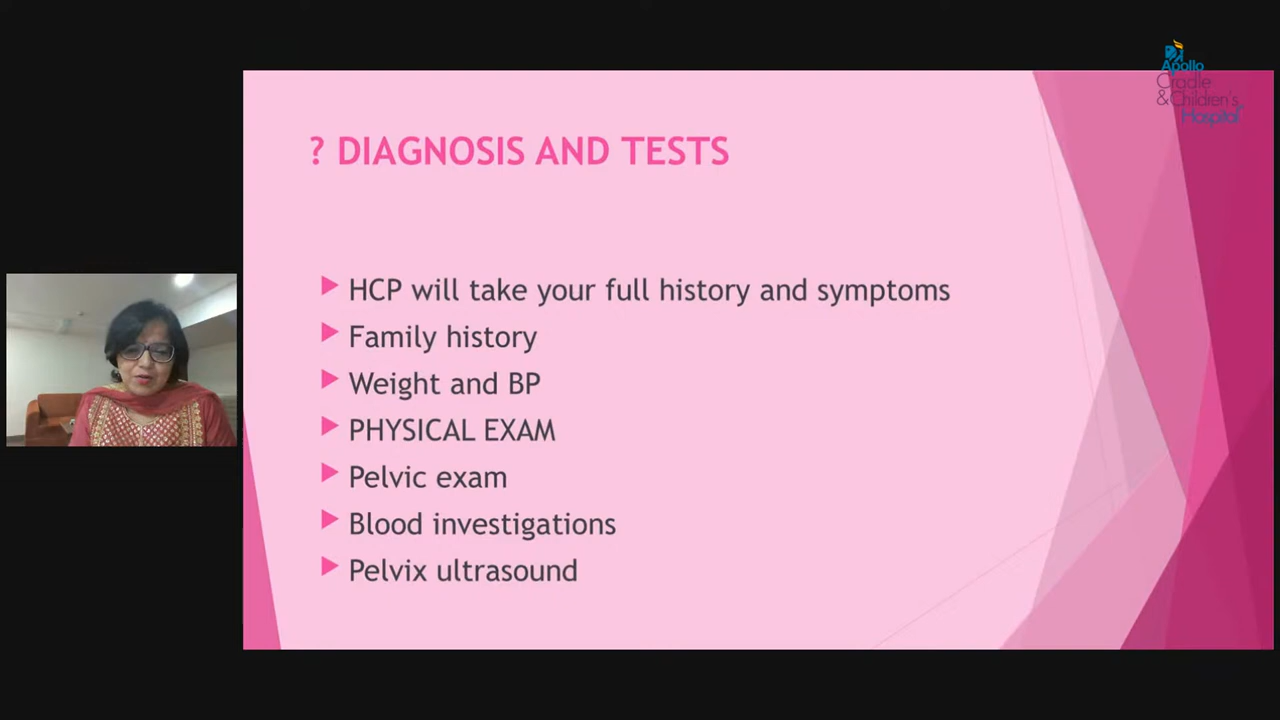 Apollo
Cradle
& Children's
Hospital
? DIAGNOSIS AND TESTS
HCP will take your full history and symptoms
Family history
Weight and BP
PHYSICAL EXAM
Pelvic exam
Blood investigations
Pelvix ultrasound